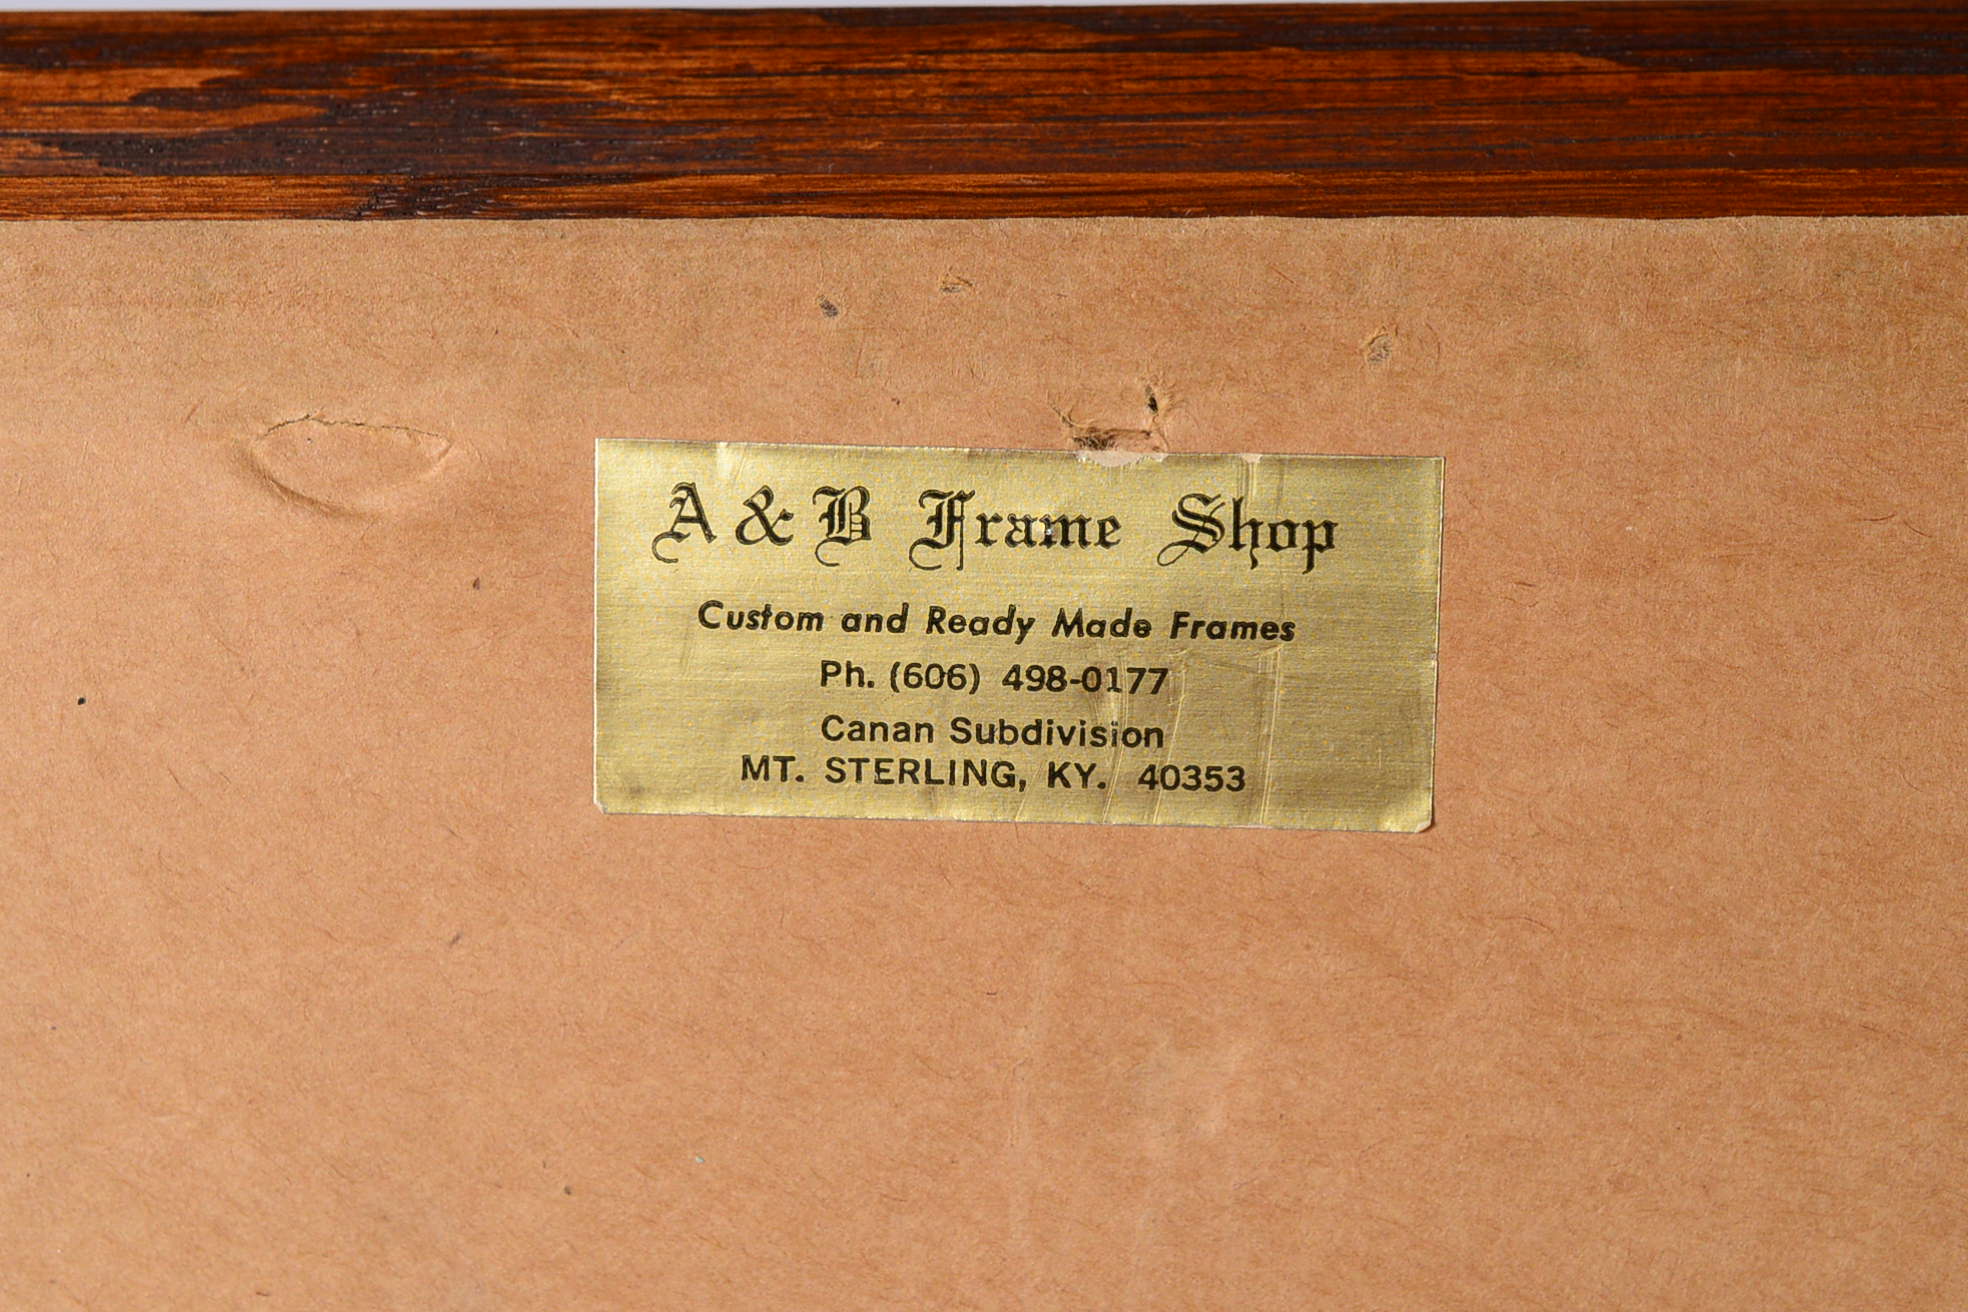 A & B Frame Shop
Custom and Ready Made Frames
Ph. (606) 498-0177
Canan Subdivision
MT. STERLING, KY. 40353